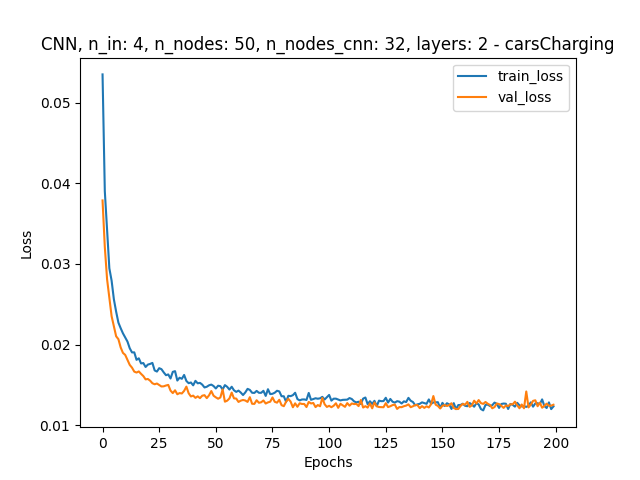 CNN, n_in: 4, n_nodes: 50, n_nodes_cnn: 32, layers: 2 - carsCharging
train_loss
val_loss
0.05
0.04
0.03
0.02
0.01
Loss
0 25 50 75 100 125 150 175 200
Epochs